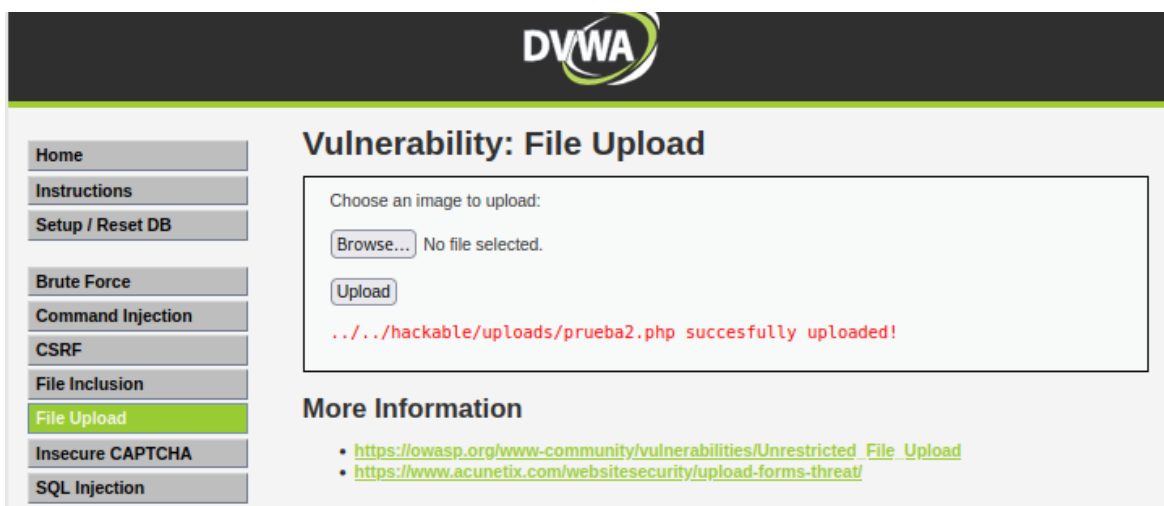 DVWA
Home
Instructions
Setup / Reset DB
Brute Force
Command Injection
CSRF
File Inclusion
File Upload
Insecure CAPTCHA
SQL Injection
Vulnerability: File Upload
Choose an image to upload:
Browse... No file selected.
Upload
../../hackable/uploads/prueba2.php succesfully uploaded!
More Information
• https://owasp.org/www-community/vulnerabilities/Unrestricted_File_Upload
• https://www.acunetix.com/websitesecurity/upload-forms-threat/